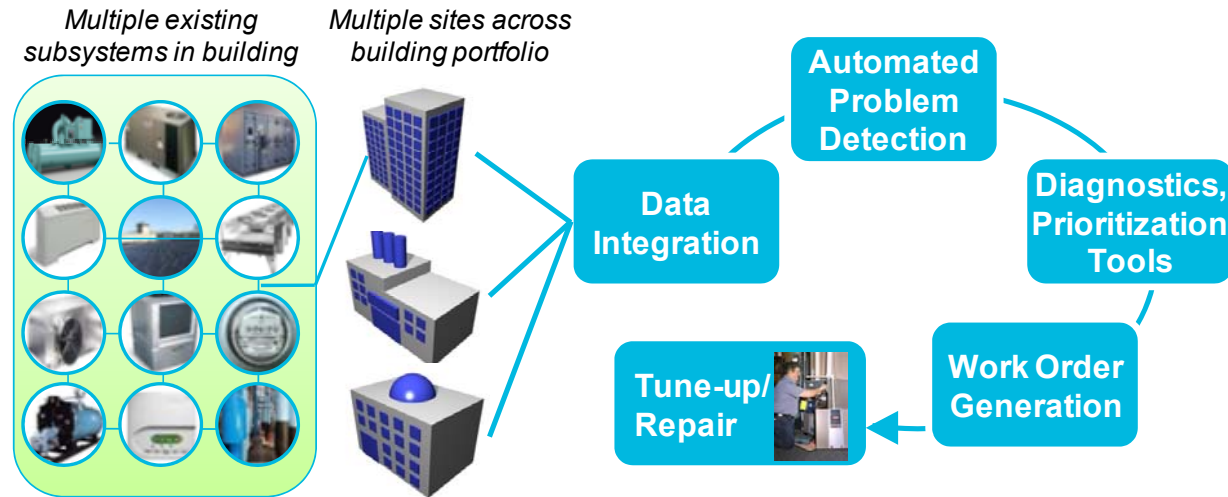 Multiple existing
subsystems in building
Multiple sites across
building portfolio
Automated
Problem
Detection
Data
Integration
Diagnostics,
Prioritization
Tools
Work Order
Generation
Tune-up/
Repair